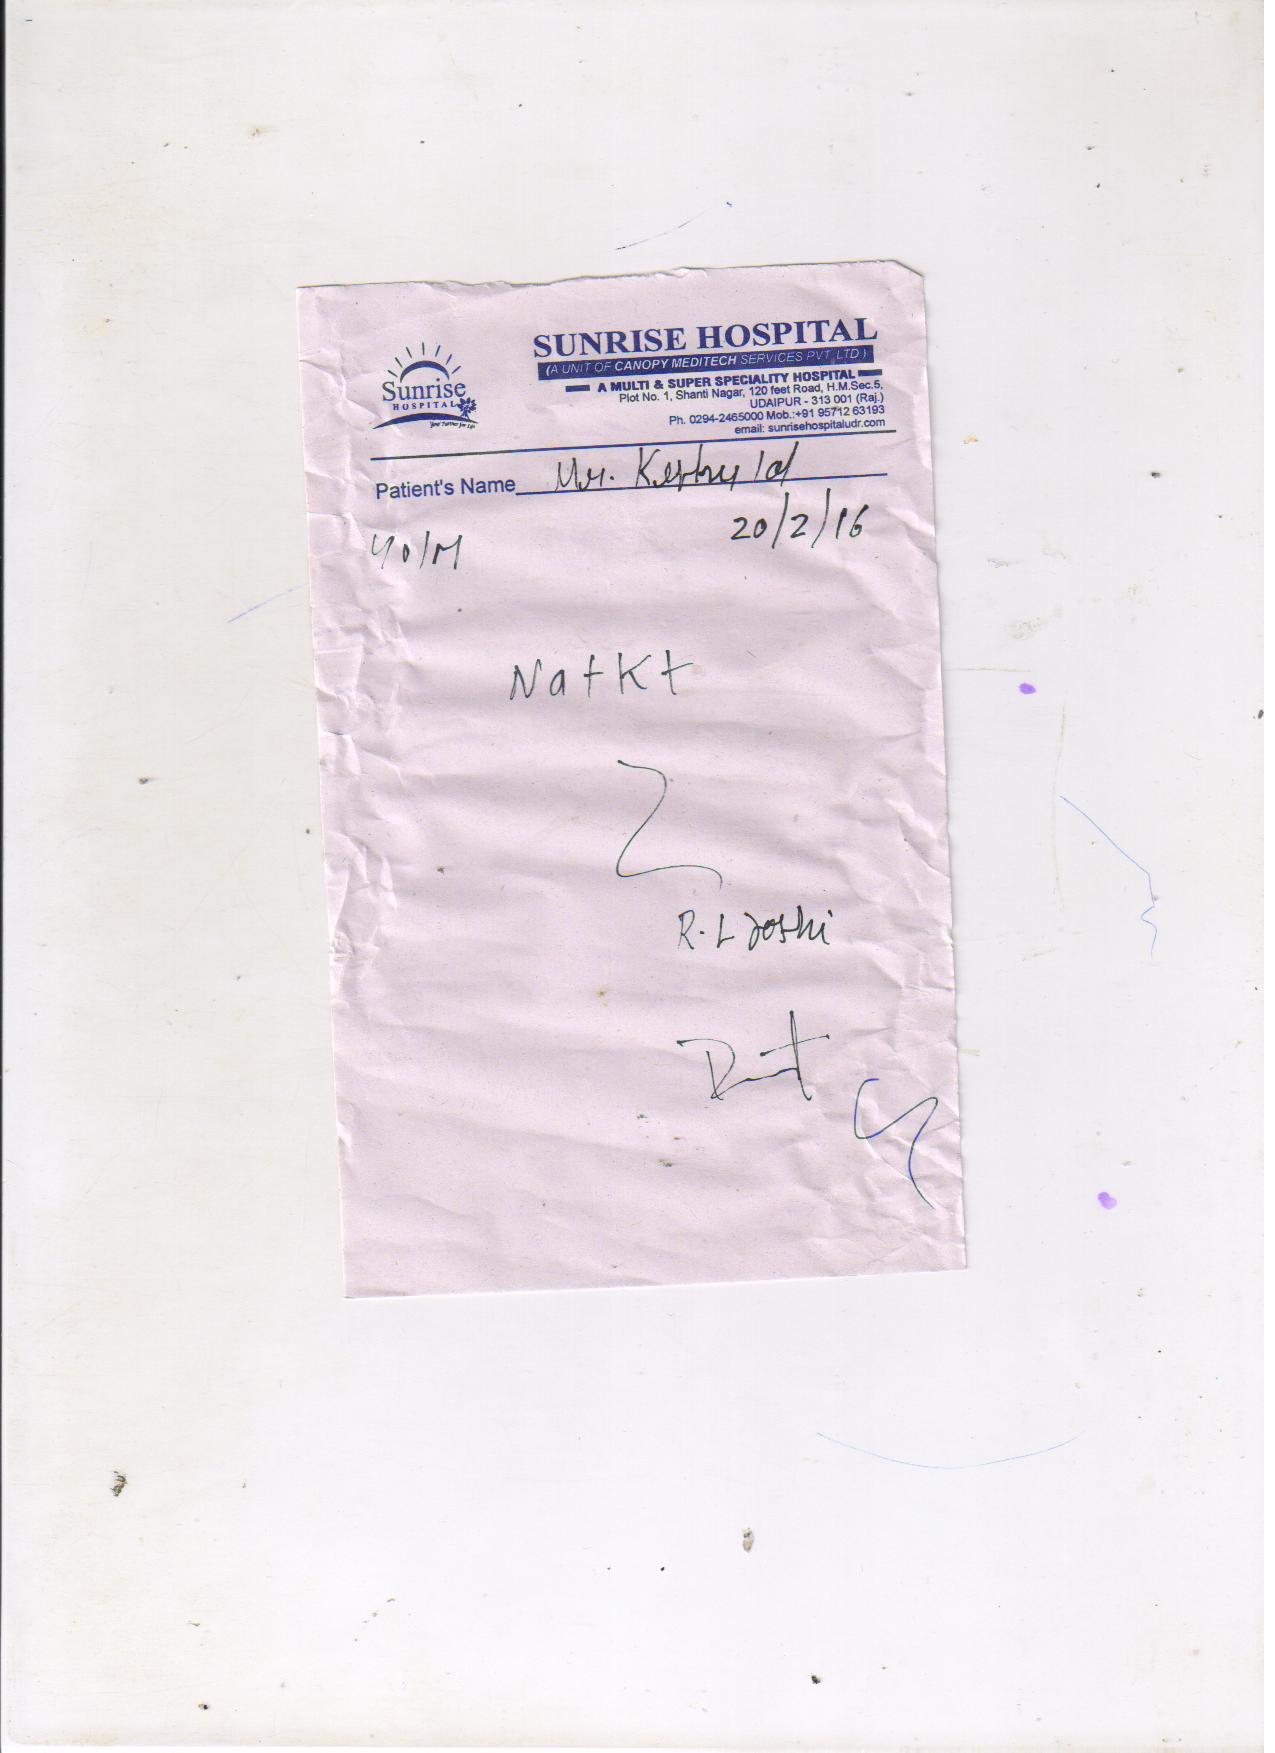 SUNRISE HOSPITAL
(A UNIT OF CANOPY MEDITECH SERVICES PVT. LTD.)
A MULTI & SUPER SPECIALITY HOSPITAL
Plot No. 1, Shanti Nagar, 120 feet Road, H.M.Sec.5,
UDAIPUR - 313 001 (Raj.)
Ph. 0294-2465000 Mob.:+91 95712 63193
email: sunrisehospitaludr.com
Sunrise
HOSPITAL
Patient's Name Mr.
40/M
20/2/16
Na+K+
R.L Joshi